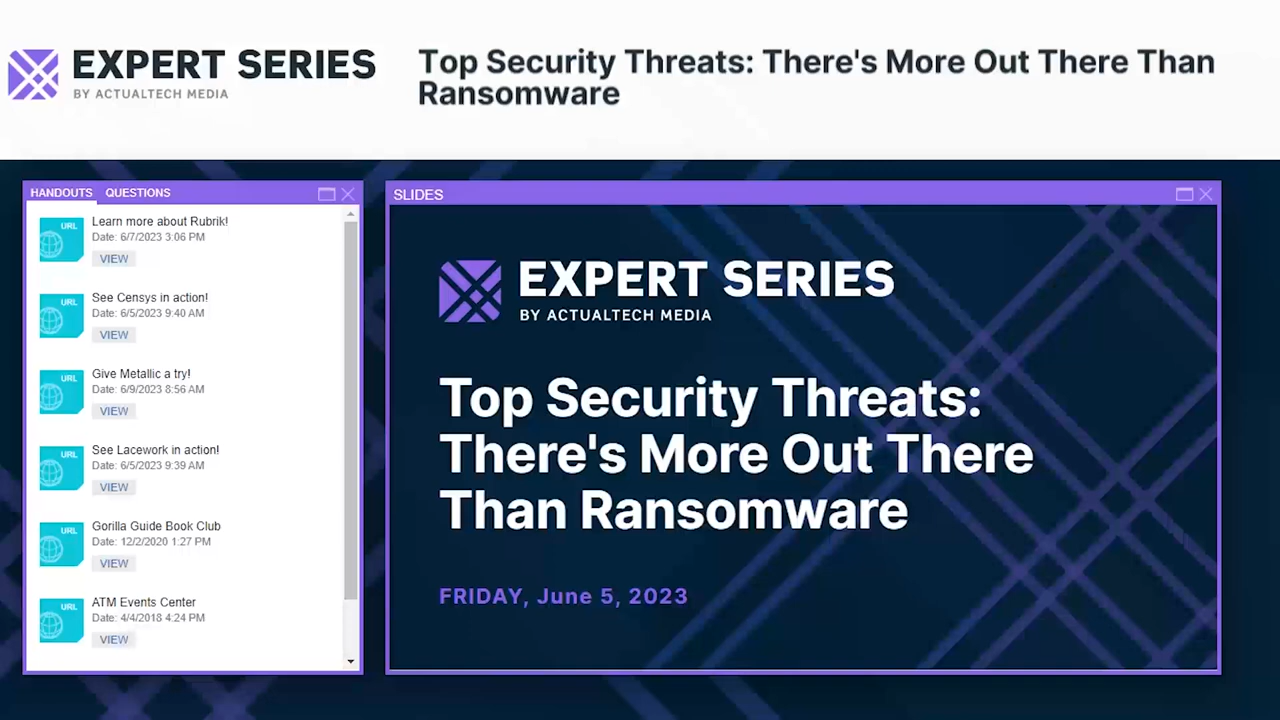 EXPERT SERIES
BY ACTUALTECH MEDIA
Top Security Threats: There's More Out There Than
Ransomware
HANDOUTS QUESTIONS
URL
Learn more about Rubrik!
Date: 6/7/2023 3:06 PM
VIEW
URL
See Censys in action!
Date: 6/5/2023 9:40 AM
VIEW
URL
Give Metallic a try!
Date: 6/9/2023 8:56 AM
VIEW
URL
See Lacework in action!
Date: 6/5/2023 9:39 AM
VIEW
URL
Gorilla Guide Book Club
Date: 12/2/2020 1:27 PM
VIEW
URL
ATM Events Center
Date: 4/4/2018 4:24 PM
VIEW
SLIDES
EXPERT SERIES
BY ACTUALTECH MEDIA
Top Security Threats:
There's More Out There
Than Ransomware
FRIDAY, June 5, 2023